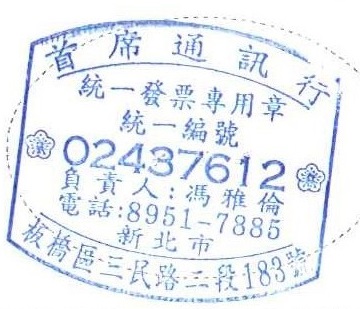 首席通訊行
統一發票專用章
統一編號
02437612
負責人:馮雅倫
電話:8951-7885
新北市
板橋區三民路二段183號